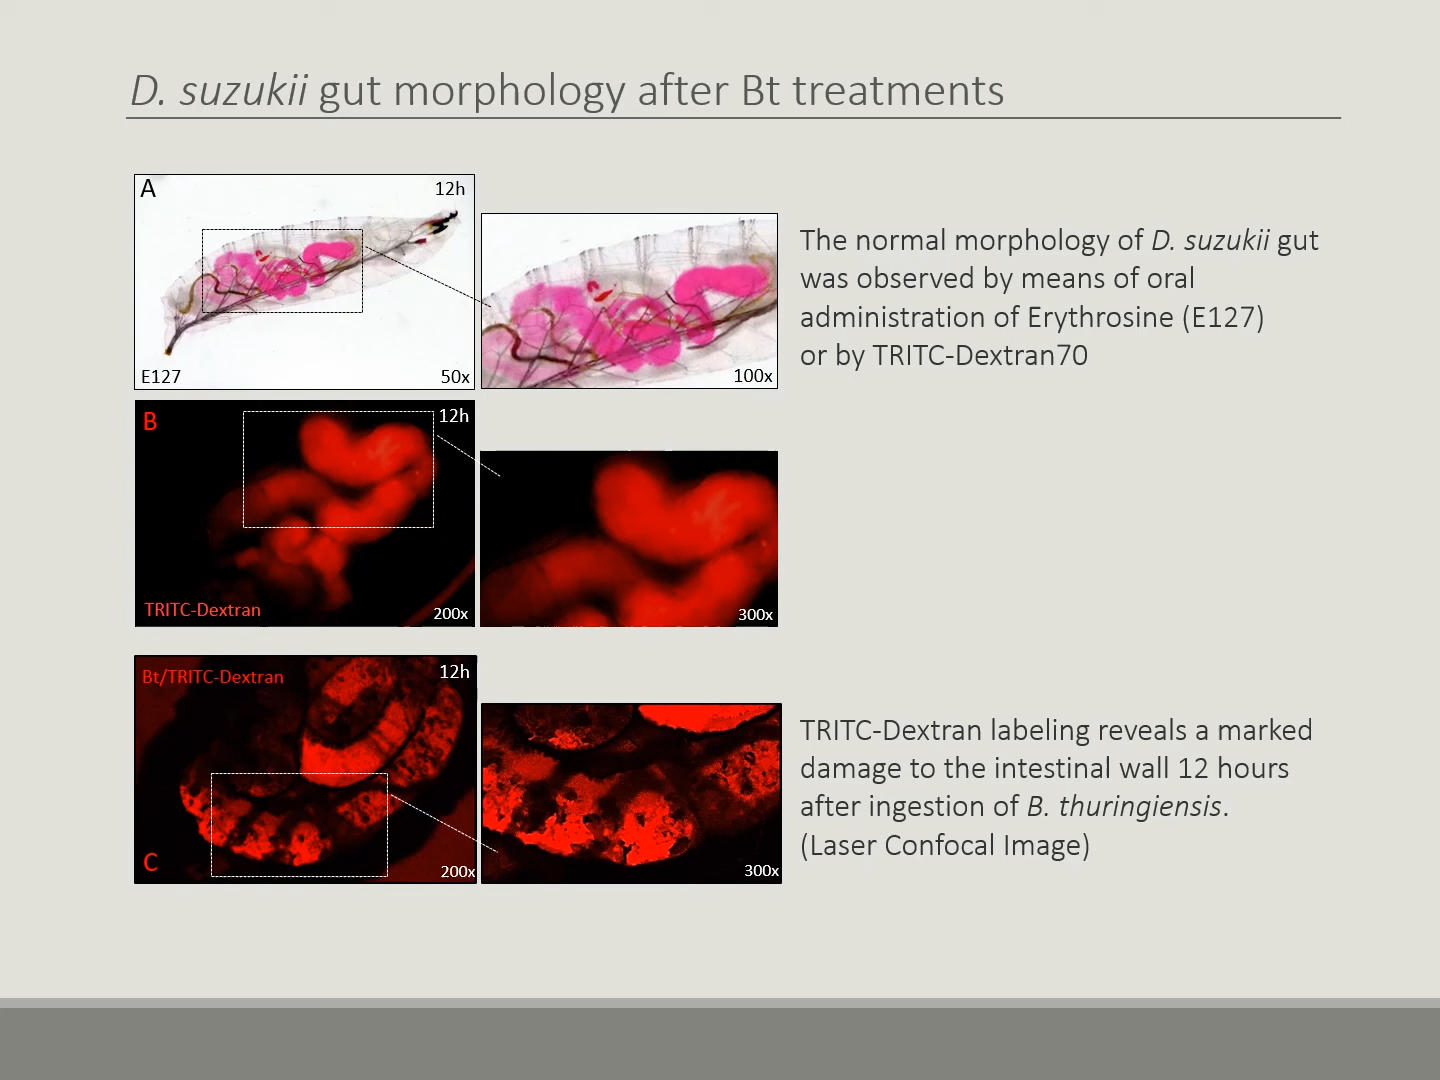 D. suzukii gut morphology after Bt treatments
A
12h
E127
50x
100x
The normal morphology of D. suzukii gut
was observed by means of oral
administration of Erythrosine (E127)
or by TRITC-Dextran70
B
12h
TRITC-Dextran
200x
300x
Bt/TRITC-Dextran
12h
C
200x
300x
TRITC-Dextran labeling reveals a marked
damage to the intestinal wall 12 hours
after ingestion of B. thuringiensis.
(Laser Confocal Image)